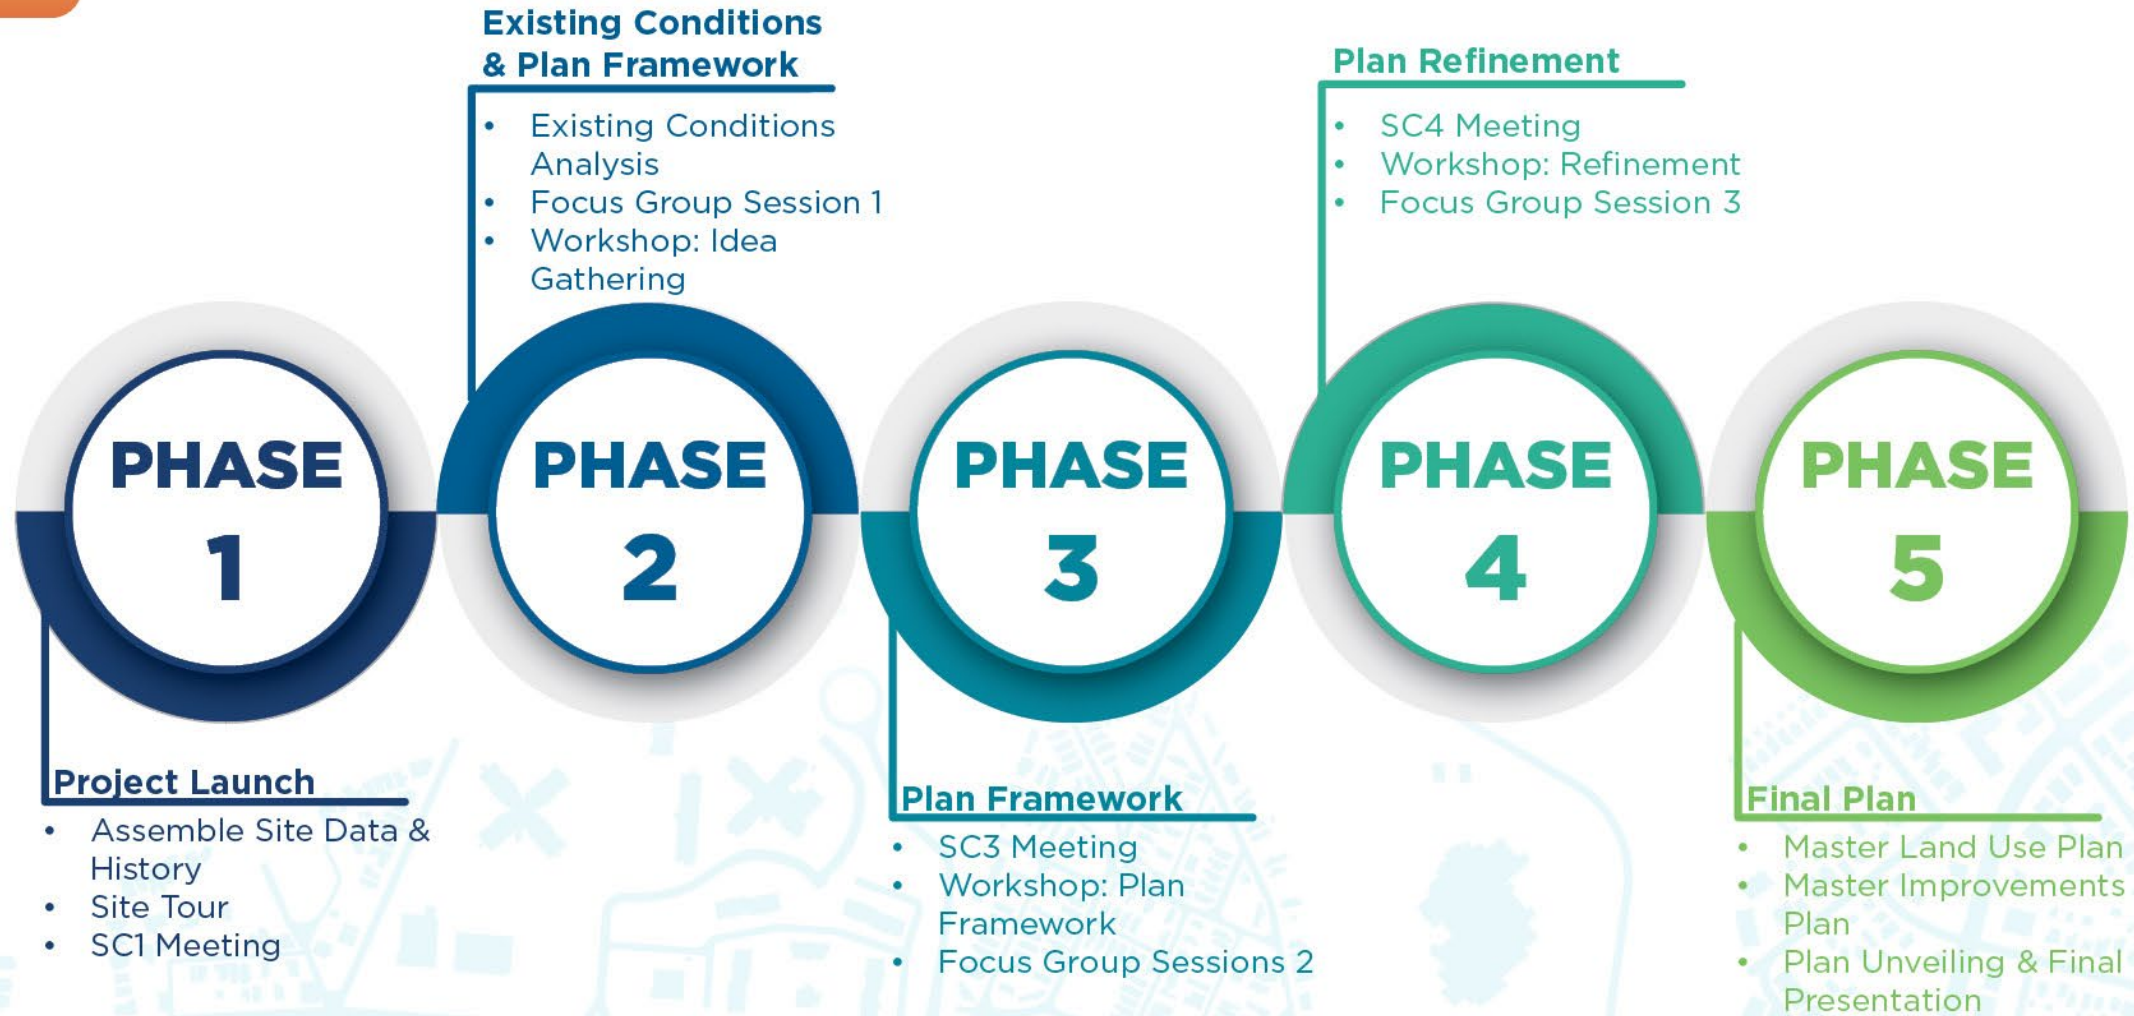 Existing Conditions
& Plan Framework
• Existing Conditions
Analysis
• Focus Group Session 1
• Workshop: Idea
Gathering
Plan Refinement
• SC4 Meeting
• Workshop: Refinement
• Focus Group Session 3
PHASE
1
PHASE
2
PHASE
3
PHASE
4
PHASE
5
Project Launch
• Assemble Site Data &
History
• Site Tour
• SC1 Meeting
Plan Framework
• SC3 Meeting
• Workshop: Plan
Framework
• Focus Group Sessions 2
Final Plan
• Master Land Use Plan
• Master Improvements
Plan
• Plan Unveiling & Final
Presentation